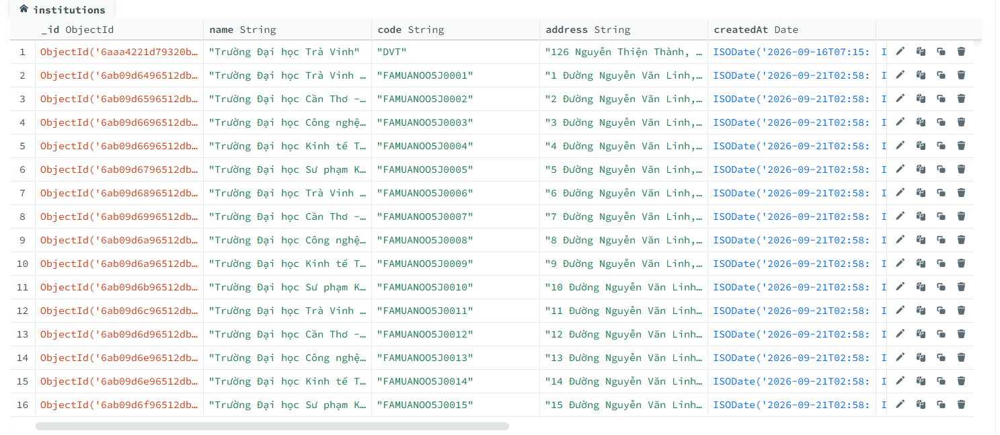 institutions
_id ObjectId name String code String address String createdAt Date
1 ObjectId('6aaa4221d79320b… "Trường Đại học Trà Vinh" "DVT" "126 Nguyễn Thiện Thành, … ISODate('2026-09-16T07:15: I
2 ObjectId('6ab09d6496512db… "Trường Đại học Trà Vinh … "FAMUANOO5J0001" "1 Đường Nguyễn Văn Linh,… ISODate('2026-09-21T02:58: I
3 ObjectId('6ab09d6596512db… "Trường Đại học Cần Thơ -… "FAMUANOO5J0002" "2 Đường Nguyễn Văn Linh,… ISODate('2026-09-21T02:58: I
4 ObjectId('6ab09d6696512db… "Trường Đại học Công nghệ… "FAMUANOO5J0003" "3 Đường Nguyễn Văn Linh,… ISODate('2026-09-21T02:58: I
5 ObjectId('6ab09d6696512db… "Trường Đại học Kinh tế T… "FAMUANOO5J0004" "4 Đường Nguyễn Văn Linh,… ISODate('2026-09-21T02:58: I
6 ObjectId('6ab09d6796512db… "Trường Đại học Sư phạm K… "FAMUANOO5J0005" "5 Đường Nguyễn Văn Linh,… ISODate('2026-09-21T02:58: I
7 ObjectId('6ab09d6896512db… "Trường Đại học Trà Vinh … "FAMUANOO5J0006" "6 Đường Nguyễn Văn Linh,… ISODate('2026-09-21T02:58: I
8 ObjectId('6ab09d6996512db… "Trường Đại học Cần Thơ -… "FAMUANOO5J0007" "7 Đường Nguyễn Văn Linh,… ISODate('2026-09-21T02:58: I
9 ObjectId('6ab09d6a96512db… "Trường Đại học Công nghệ… "FAMUANOO5J0008" "8 Đường Nguyễn Văn Linh,… ISODate('2026-09-21T02:58: I
10 ObjectId('6ab09d6a96512db… "Trường Đại học Kinh tế T… "FAMUANOO5J0009" "9 Đường Nguyễn Văn Linh,… ISODate('2026-09-21T02:58: I
11 ObjectId('6ab09d6b96512db… "Trường Đại học Sư phạm K… "FAMUANOO5J0010" "10 Đường Nguyễn Văn Linh… ISODate('2026-09-21T02:58: I
12 ObjectId('6ab09d6c96512db… "Trường Đại học Trà Vinh … "FAMUANOO5J0011" "11 Đường Nguyễn Văn Linh… ISODate('2026-09-21T02:58: I
13 ObjectId('6ab09d6d96512db… "Trường Đại học Cần Thơ -… "FAMUANOO5J0012" "12 Đường Nguyễn Văn Linh… ISODate('2026-09-21T02:58: I
14 ObjectId('6ab09d6e96512db… "Trường Đại học Công nghệ… "FAMUANOO5J0013" "13 Đường Nguyễn Văn Linh… ISODate('2026-09-21T02:58: I
15 ObjectId('6ab09d6e96512db… "Trường Đại học Kinh tế T… "FAMUANOO5J0014" "14 Đường Nguyễn Văn Linh… ISODate('2026-09-21T02:58: I
16 ObjectId('6ab09d6f96512db… "Trường Đại học Sư phạm K… "FAMUANOO5J0015" "15 Đường Nguyễn Văn Linh… ISODate('2026-09-21T02:58: I